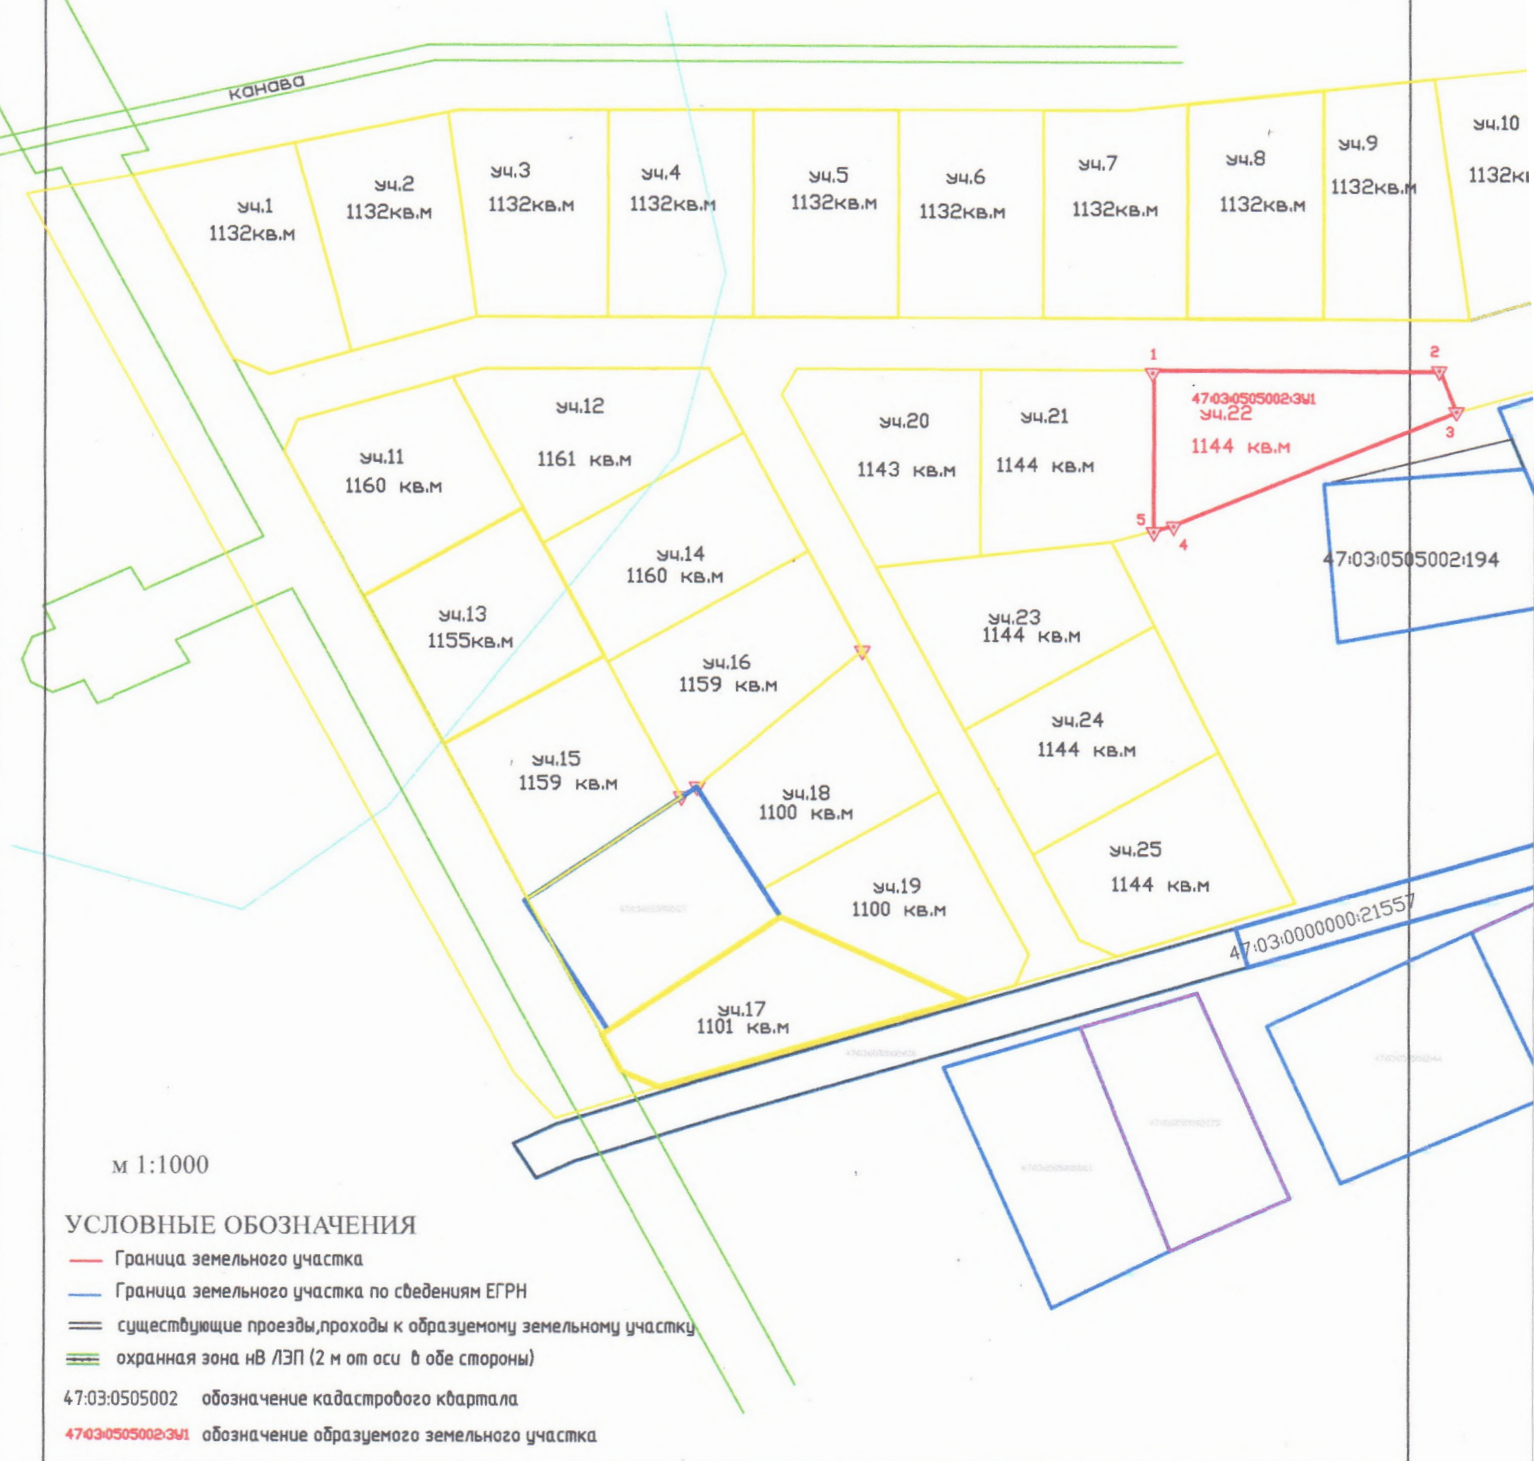 канава
уч.1
1132кв.м
уч.2
1132кв.м
уч.3
1132кв.м
уч.4
1132кв.м
уч.5
1132кв.м
уч.6
1132кв.м
уч.7
1132кв.м
уч.8
1132кв.м
уч.9
1132кв.м
уч.10
1132к
уч.11
1160 кв.м
уч.12
1161 кв.м
уч.13
1155кв.м
уч.14
1160 кв.м
уч.15
1159 кв.м
уч.16
1159 кв.м
уч.18
1100 кв.м
уч.19
1100 кв.м
уч.17
1101 кв.м
уч.20
1143 кв.м
уч.21
1144 кв.м
1
2
3
4
5
47:03:0505002:ЗУ1
уч.22
1144 кв.м
47:03:0505002:194
уч.23
1144 кв.м
уч.24
1144 кв.м
уч.25
1144 кв.м
47:03:0000000:21557
м 1:1000
УСЛОВНЫЕ ОБОЗНАЧЕНИЯ
Граница земельного участка
Граница земельного участка по сведениям ЕГРН
существующие проезды,проходы к образуемому земельному участку
охранная зона нВ ЛЭП (2 м от оси в обе стороны)
47:03:0505002 обозначение кадастрового квартала
47:03:0505002:ЗУ1 обозначение образуемого земельного участка